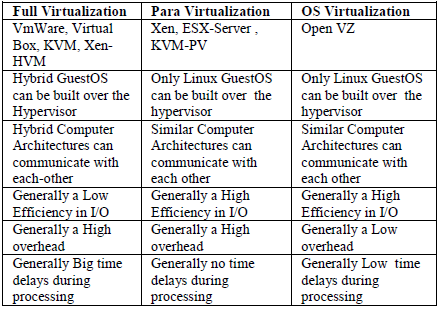 Full Virtualization Para Virtualization OS Virtualization
VmWare, Virtual
Box, KVM, Xen-
HVM
Xen, ESX-Server ,
KVM-PV
Open VZ
Hybrid GuestOS
can be built over the
Hypervisor
Only Linux GuestOS
can be built over the
hypervisor
Only Linux GuestOS
can be built over the
hypervisor
Hybrid Computer
Architectures can
communicate with
each-other
Similar Computer
Architectures can
communicate with
each other
Similar Computer
Architectures can
communicate with
each other
Generally a Low
Efficiency in I/O
Generally a High
Efficiency in I/O
Generally a High
Efficiency in I/O
Generally a High
overhead
Generally a High
overhead
Generally a Low
overhead
Generally Big time
delays during
processing
Generally no time
delays during
processing
Generally Low time
delays during
processing